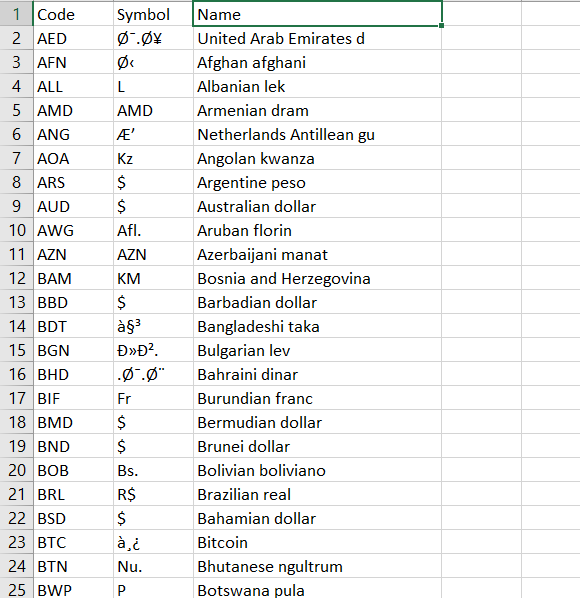 1 Code Symbol Name
2 AED Ø¯.Ø¥ United Arab Emirates d
3 AFN Ø‹ Afghan afghani
4 ALL L Albanian lek
5 AMD AMD Armenian dram
6 ANG Æ’ Netherlands Antillean gu
7 AOA Kz Angolan kwanza
8 ARS $ Argentine peso
9 AUD $ Australian dollar
10 AWG Afl. Aruban florin
11 AZN AZN Azerbaijani manat
12 BAM KM Bosnia and Herzegovina
13 BBD $ Barbadian dollar
14 BDT à§³ Bangladeshi taka
15 BGN Ð»Ð². Bulgarian lev
16 BHD .Ø¯.Ø¨ Bahraini dinar
17 BIF Fr Burundian franc
18 BMD $ Bermudian dollar
19 BND $ Brunei dollar
20 BOB Bs. Bolivian boliviano
21 BRL R$ Brazilian real
22 BSD $ Bahamian dollar
23 BTC à¸¿ Bitcoin
24 BTN Nu. Bhutanese ngultrum
25 BWP P Botswana pula